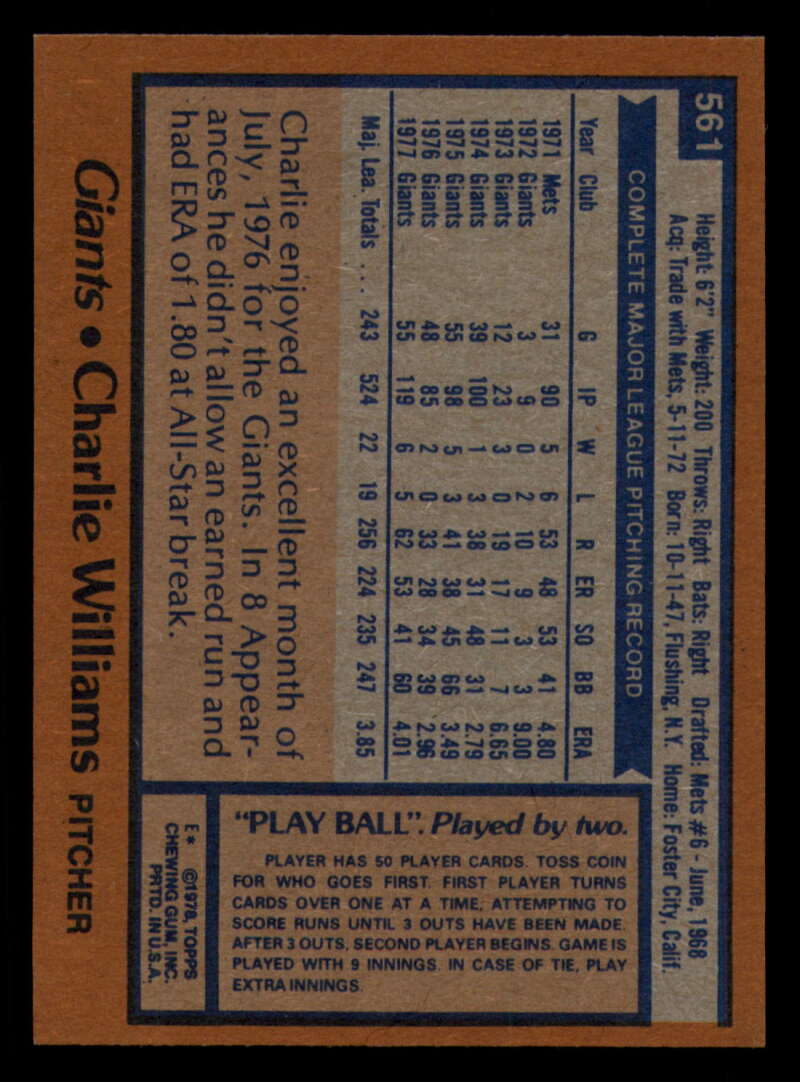 561
Height: 6'2" Weight: 200 Throws: Right Bats: Right Drafted: Mets #6 - June, 1968
Acq: Trade with Mets, 5-11-72 Born: 10-11-47, Flushing, N.Y. Home: Foster City, Calif.
COMPLETE MAJOR LEAGUE PITCHING RECORD
Year Club G IP W L R ER SO BB ERA
1971 Mets 31 90 5 6 53 48 53 41 4.80
1972 Giants 3 9 0 2 10 9 3 3 9.00
1973 Giants 12 23 3 0 19 17 11 7 6.65
1974 Giants 39 100 1 3 38 31 48 31 2.79
1975 Giants 55 98 5 3 41 38 45 66 3.49
1976 Giants 48 85 2 0 33 28 34 39 2.96
1977 Giants 55 119 6 5 62 53 41 60 4.01
Maj. Lea. Totals ... 243 524 22 19 256 224 235 247 3.85
Charlie enjoyed an excellent month of
July, 1976 for the Giants. In 8 Appear-
ances he didn't allow an earned run and
had ERA of 1.80 at All-Star break.
Giants • Charlie Williams PITCHER
"PLAY BALL". Played by two.
PLAYER HAS 50 PLAYER CARDS. TOSS COIN
FOR WHO GOES FIRST. FIRST PLAYER TURNS
CARDS OVER ONE AT A TIME, ATTEMPTING TO
SCORE RUNS UNTIL 3 OUTS HAVE BEEN MADE.
AFTER 3 OUTS, SECOND PLAYER BEGINS. GAME IS
PLAYED WITH 9 INNINGS. IN CASE OF TIE, PLAY
EXTRA INNINGS.
E* ©1978, TOPPS
CHEWING GUM, INC.
PRTD. IN U.S.A.